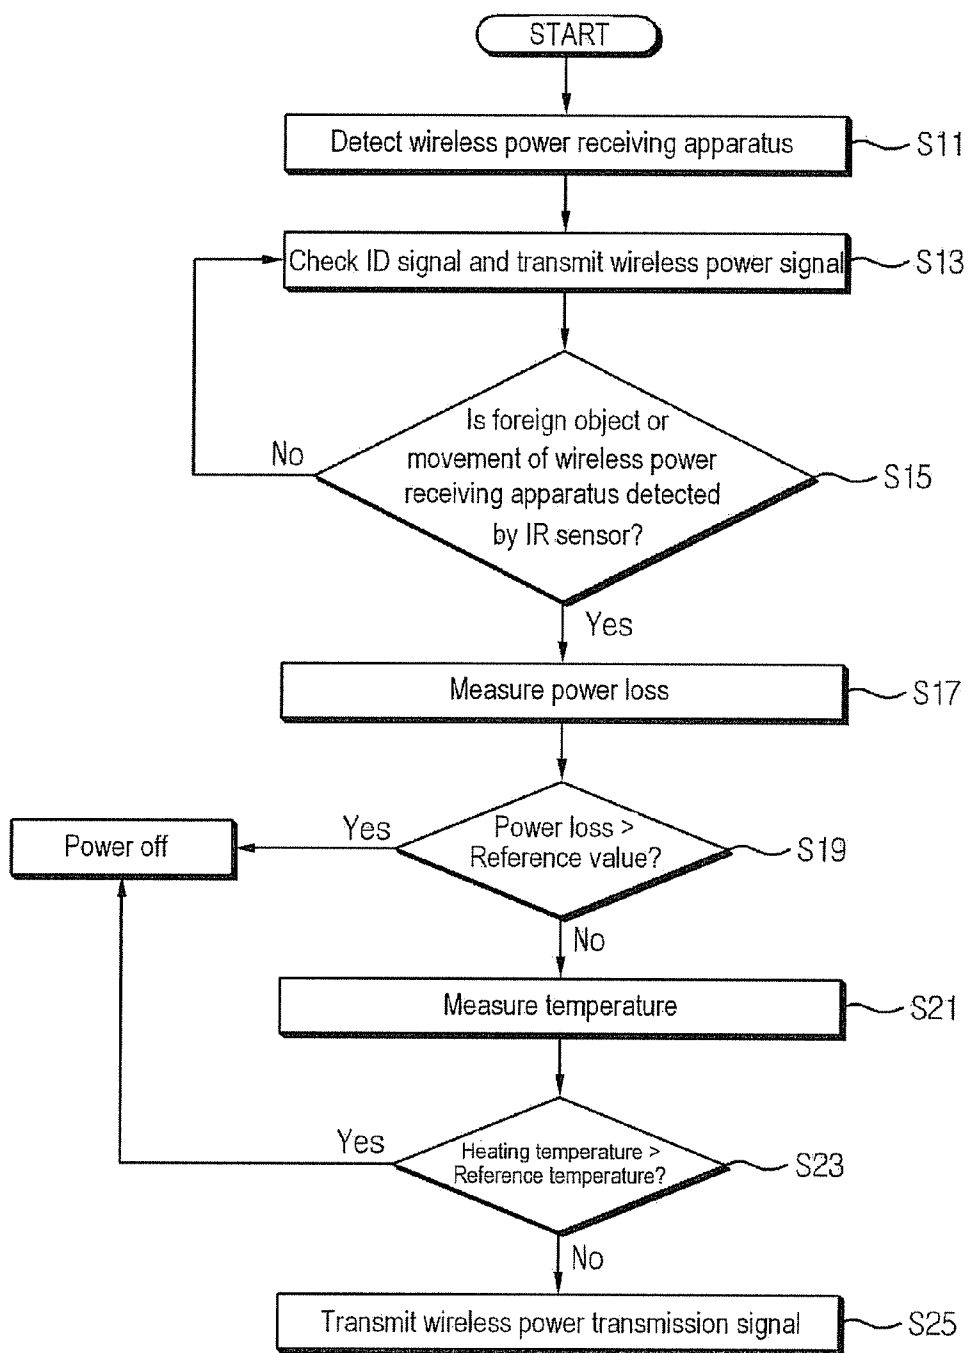 START
Detect wireless power receiving apparatus
S11
Check ID signal and transmit wireless power signal
S13
Is foreign object or
movement of wireless power
receiving apparatus detected
by IR sensor?
No
S15
Yes
Measure power loss
S17
Power off
Yes
Power loss >
Reference value?
S19
No
Measure temperature
S21
Yes
Heating temperature >
Reference temperature?
S23
No
Transmit wireless power transmission signal
S25